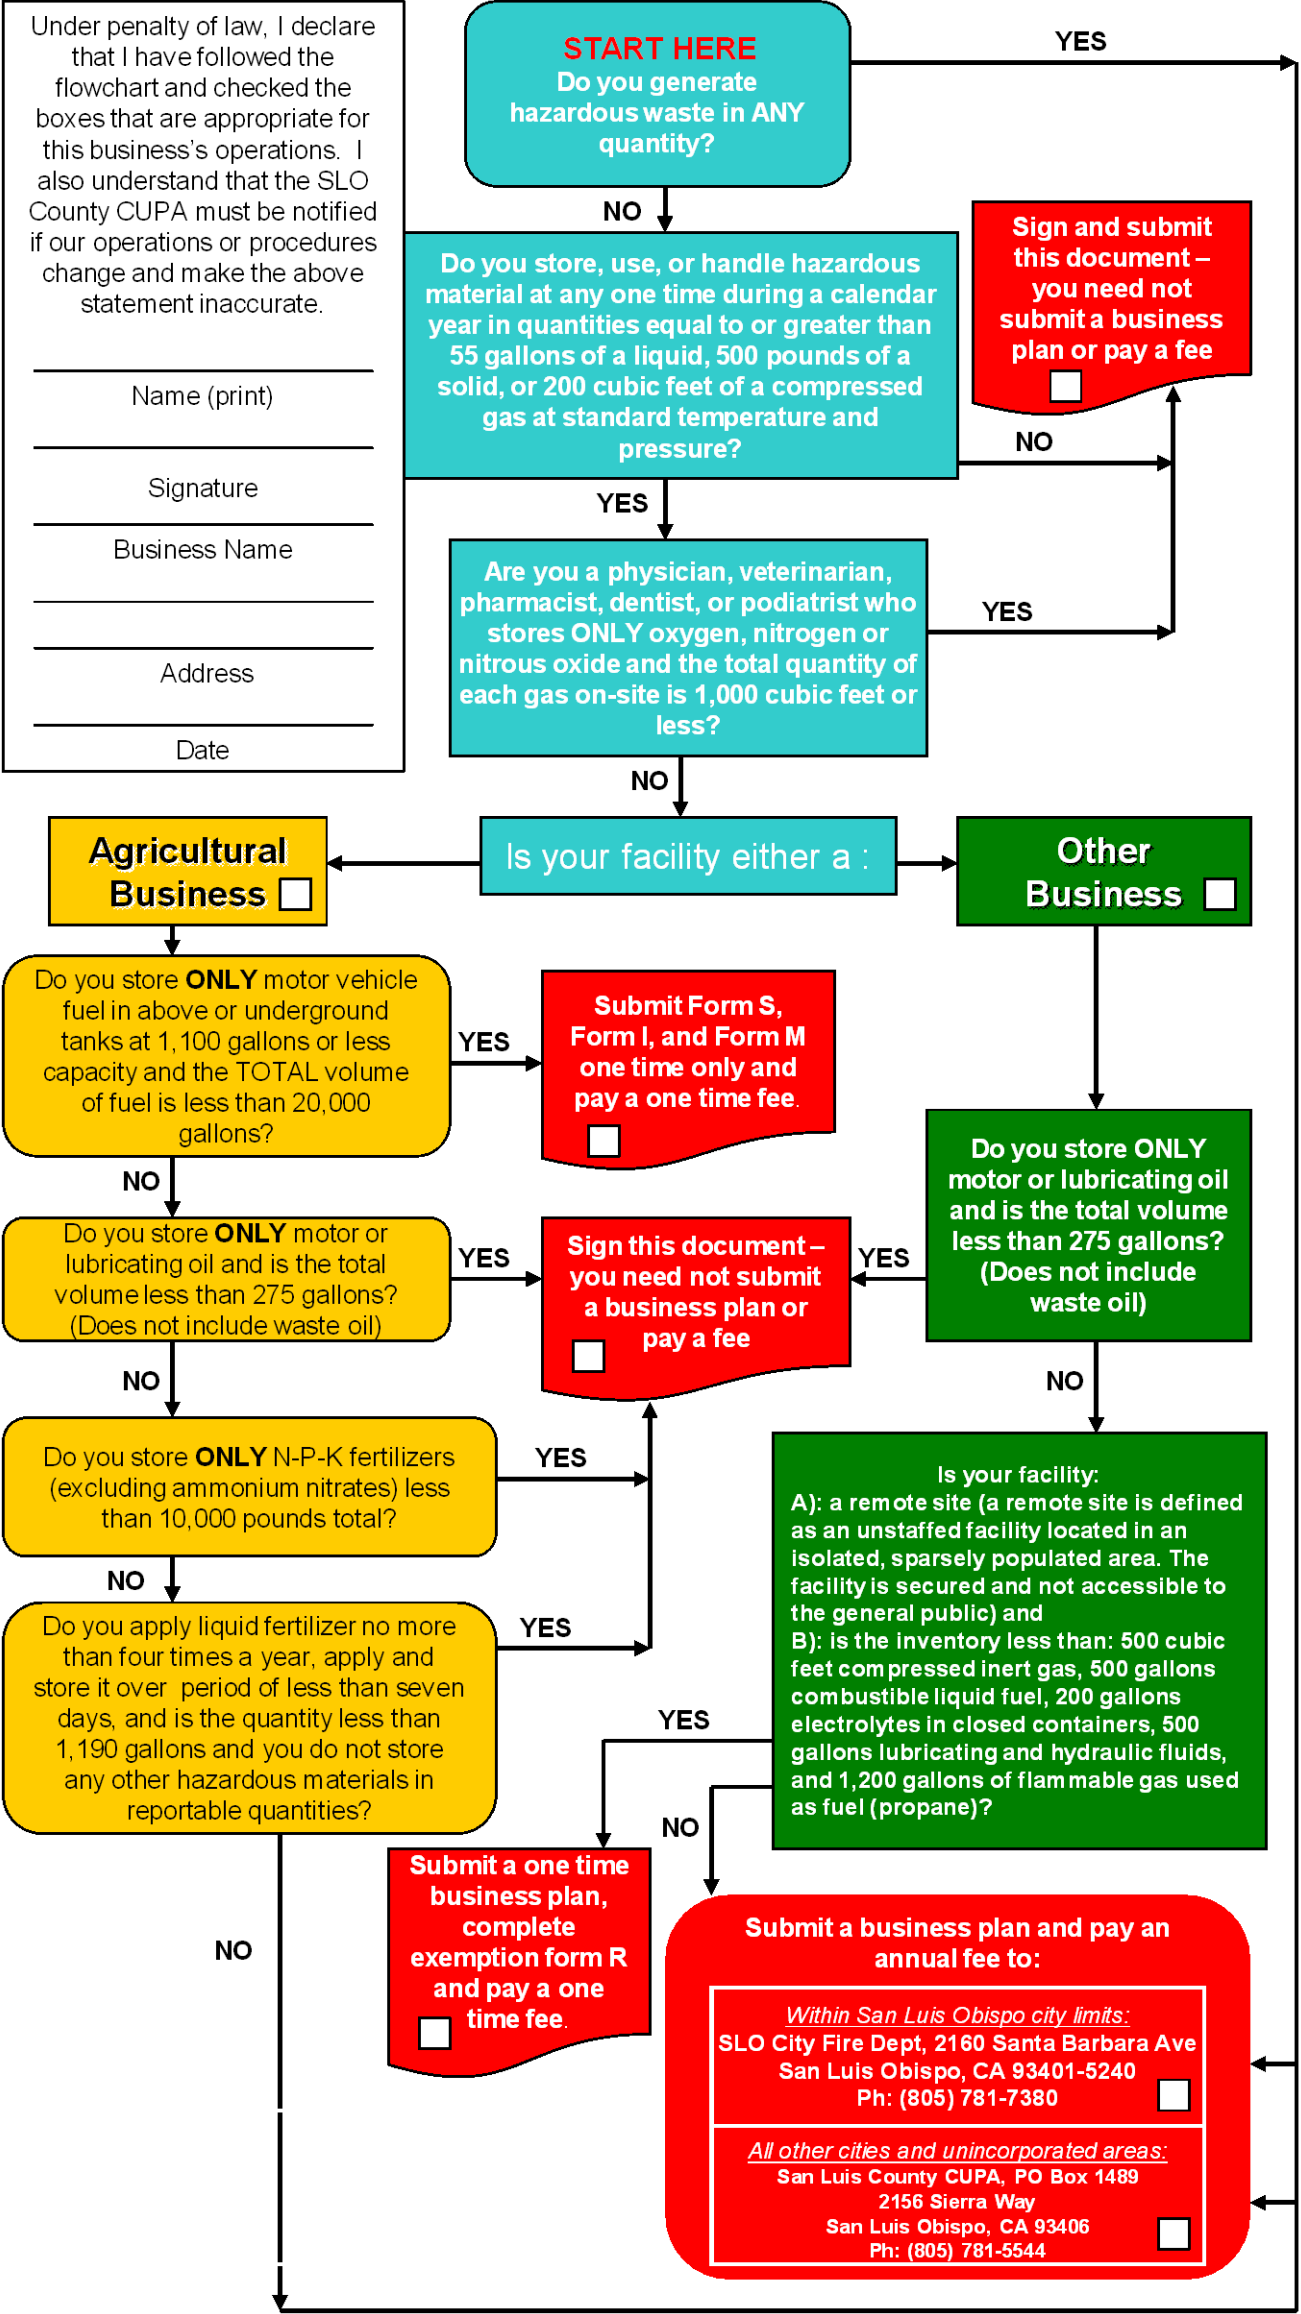 Under penalty of law, I declare
that I have followed the
flowchart and checked the
boxes that are appropriate for
this business's operations.  I
also understand that the SLO
County CUPA must be notified
if our operations or procedures
change and make the above
statement inaccurate.
Name (print)
Signature
Business Name
Address
Date
START HERE
Do you generate
hazardous waste in ANY
quantity?
YES
NO
Do you store, use, or handle hazardous
material at any one time during a calendar
year in quantities equal to or greater than
55 gallons of a liquid, 500 pounds of a
solid, or 200 cubic feet of a compressed
gas at standard temperature and
pressure?
Sign and submit
this document –
you need not
submit a business
plan or pay a fee
NO
YES
Are you a physician, veterinarian,
pharmacist, dentist, or podiatrist who
stores ONLY oxygen, nitrogen or
nitrous oxide and the total quantity of
each gas on-site is 1,000 cubic feet or
less?
YES
NO
Is your facility either a :
Agricultural
Business
Other
Business
Do you store ONLY motor vehicle
fuel in above or underground
tanks at 1,100 gallons or less
capacity and the TOTAL volume
of fuel is less than 20,000
gallons?
YES
Submit Form S,
Form I, and Form M
one time only and
pay a one time fee.
NO
Do you store ONLY motor or
lubricating oil and is the total
volume less than 275 gallons?
(Does not include waste oil)
YES
Sign this document –
you need not submit
a business plan or
pay a fee
YES
Do you store ONLY
motor or lubricating oil
and is the total volume
less than 275 gallons?
(Does not include
waste oil)
NO
NO
Do you store ONLY N-P-K fertilizers
(excluding ammonium nitrates) less
than 10,000 pounds total?
YES
NO
Do you apply liquid fertilizer no more
than four times a year, apply and
store it over  period of less than seven
days, and is the quantity less than
1,190 gallons and you do not store
any other hazardous materials in
reportable quantities?
YES
Is your facility:
A): a remote site (a remote site is defined
as an unstaffed facility located in an
isolated, sparsely populated area. The
facility is secured and not accessible to
the general public) and
B): is the inventory less than: 500 cubic
feet compressed inert gas, 500 gallons
combustible liquid fuel, 200 gallons
electrolytes in closed containers, 500
gallons lubricating and hydraulic fluids,
and 1,200 gallons of flammable gas used
as fuel (propane)?
YES
NO
NO
Submit a one time
business plan,
complete
exemption form R
and pay a one
time fee.
Submit a business plan and pay an
annual fee to:
Within San Luis Obispo city limits:
SLO City Fire Dept, 2160 Santa Barbara Ave
San Luis Obispo, CA 93401-5240
Ph: (805) 781-7380
All other cities and unincorporated areas:
San Luis County CUPA, PO Box 1489
2156 Sierra Way
San Luis Obispo, CA 93406
Ph: (805) 781-5544